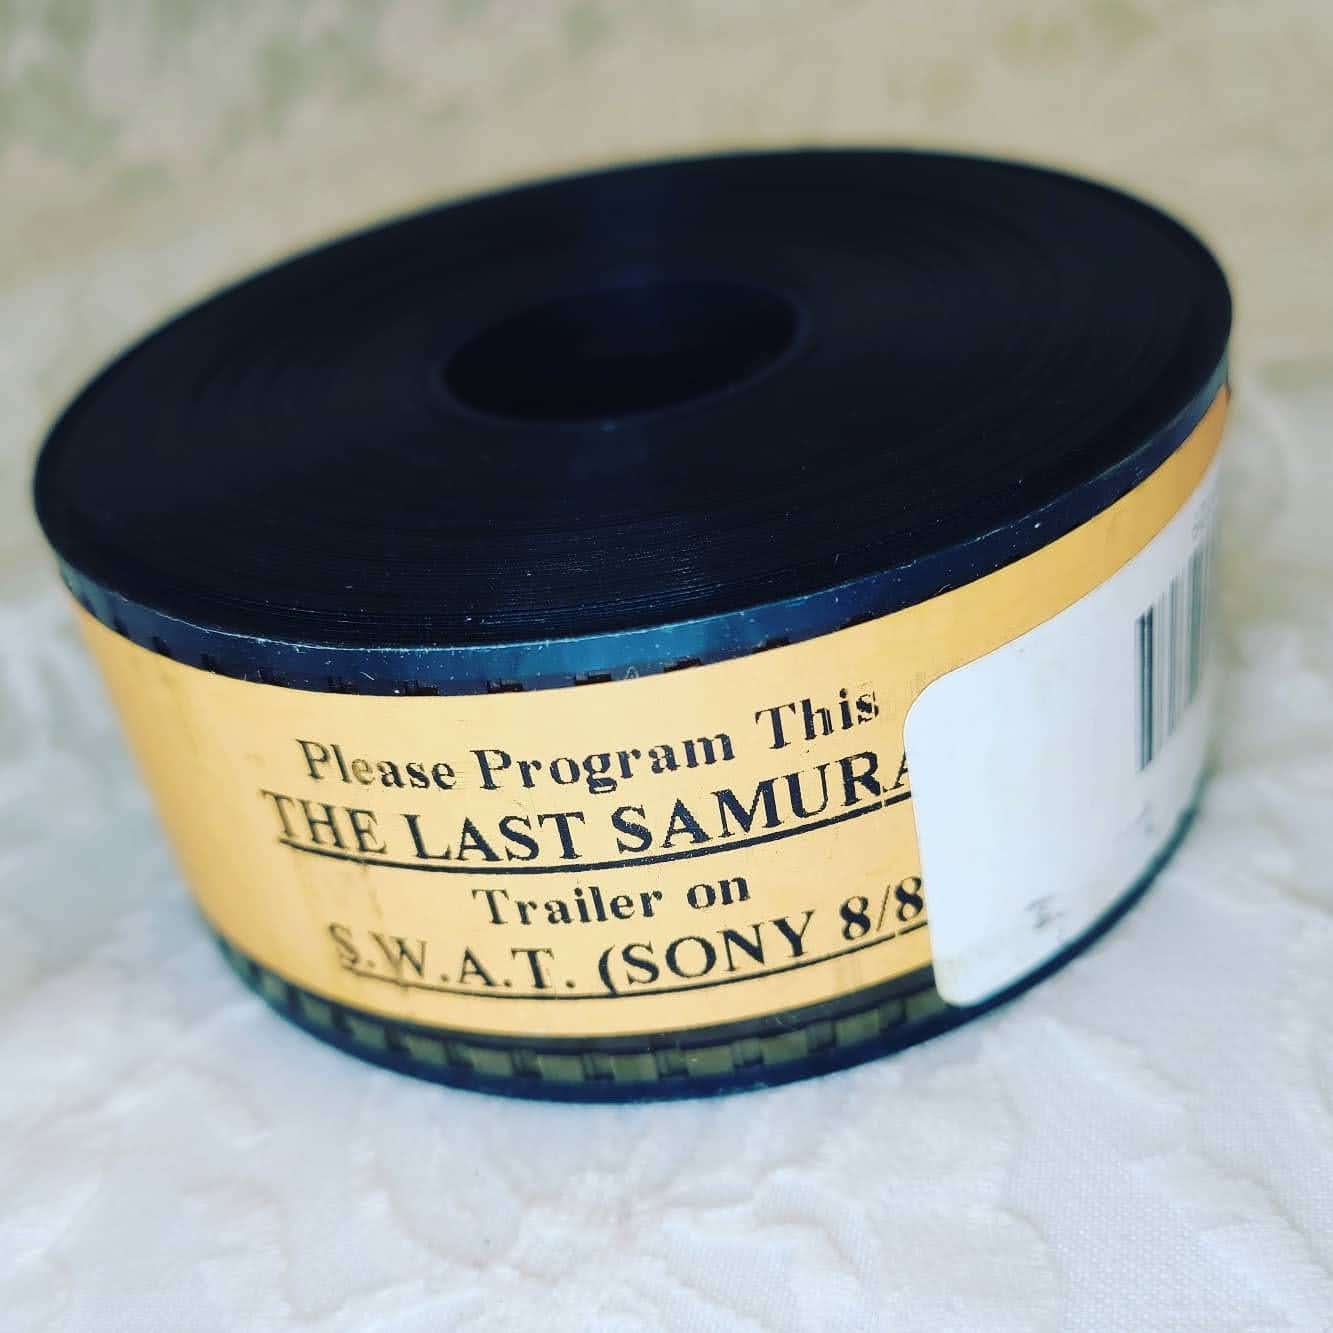 Please Program This
THE LAST SAMURA
Trailer on
S.W.A.T. (SONY 8/8